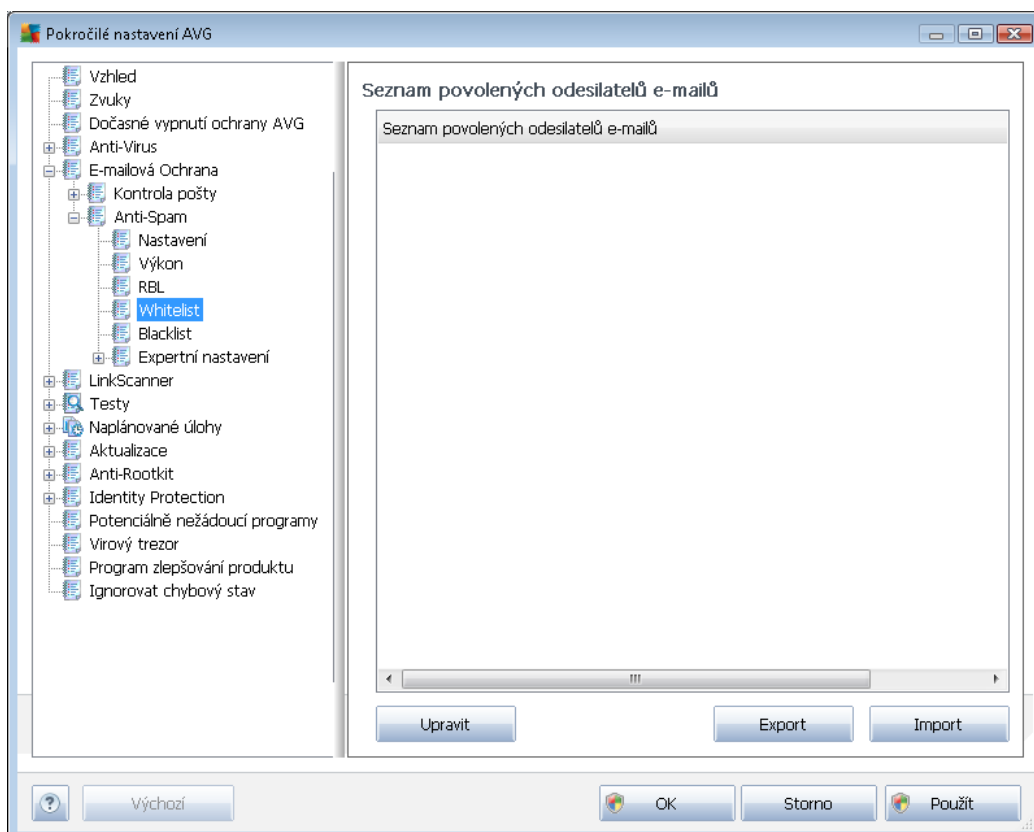 Pokročilé nastavení AVG
Vzhled
Zvuky
Dočasné vypnutí ochrany AVG
Anti-Virus
E-mailová Ochrana
Kontrola pošty
Anti-Spam
Nastavení
Výkon
RBL
Whitelist
Blacklist
Expertní nastavení
LinkScanner
Testy
Naplánované úlohy
Aktualizace
Anti-Rootkit
Identity Protection
Potenciálně nežádoucí programy
Virový trezor
Program zlepšování produktu
Ignorovat chybový stav
Seznam povolených odesilatelů e-mailů
Seznam povolených odesilatelů e-mailů
Upravit
Export
Import
?
Výchozí
OK
Storno
Použít